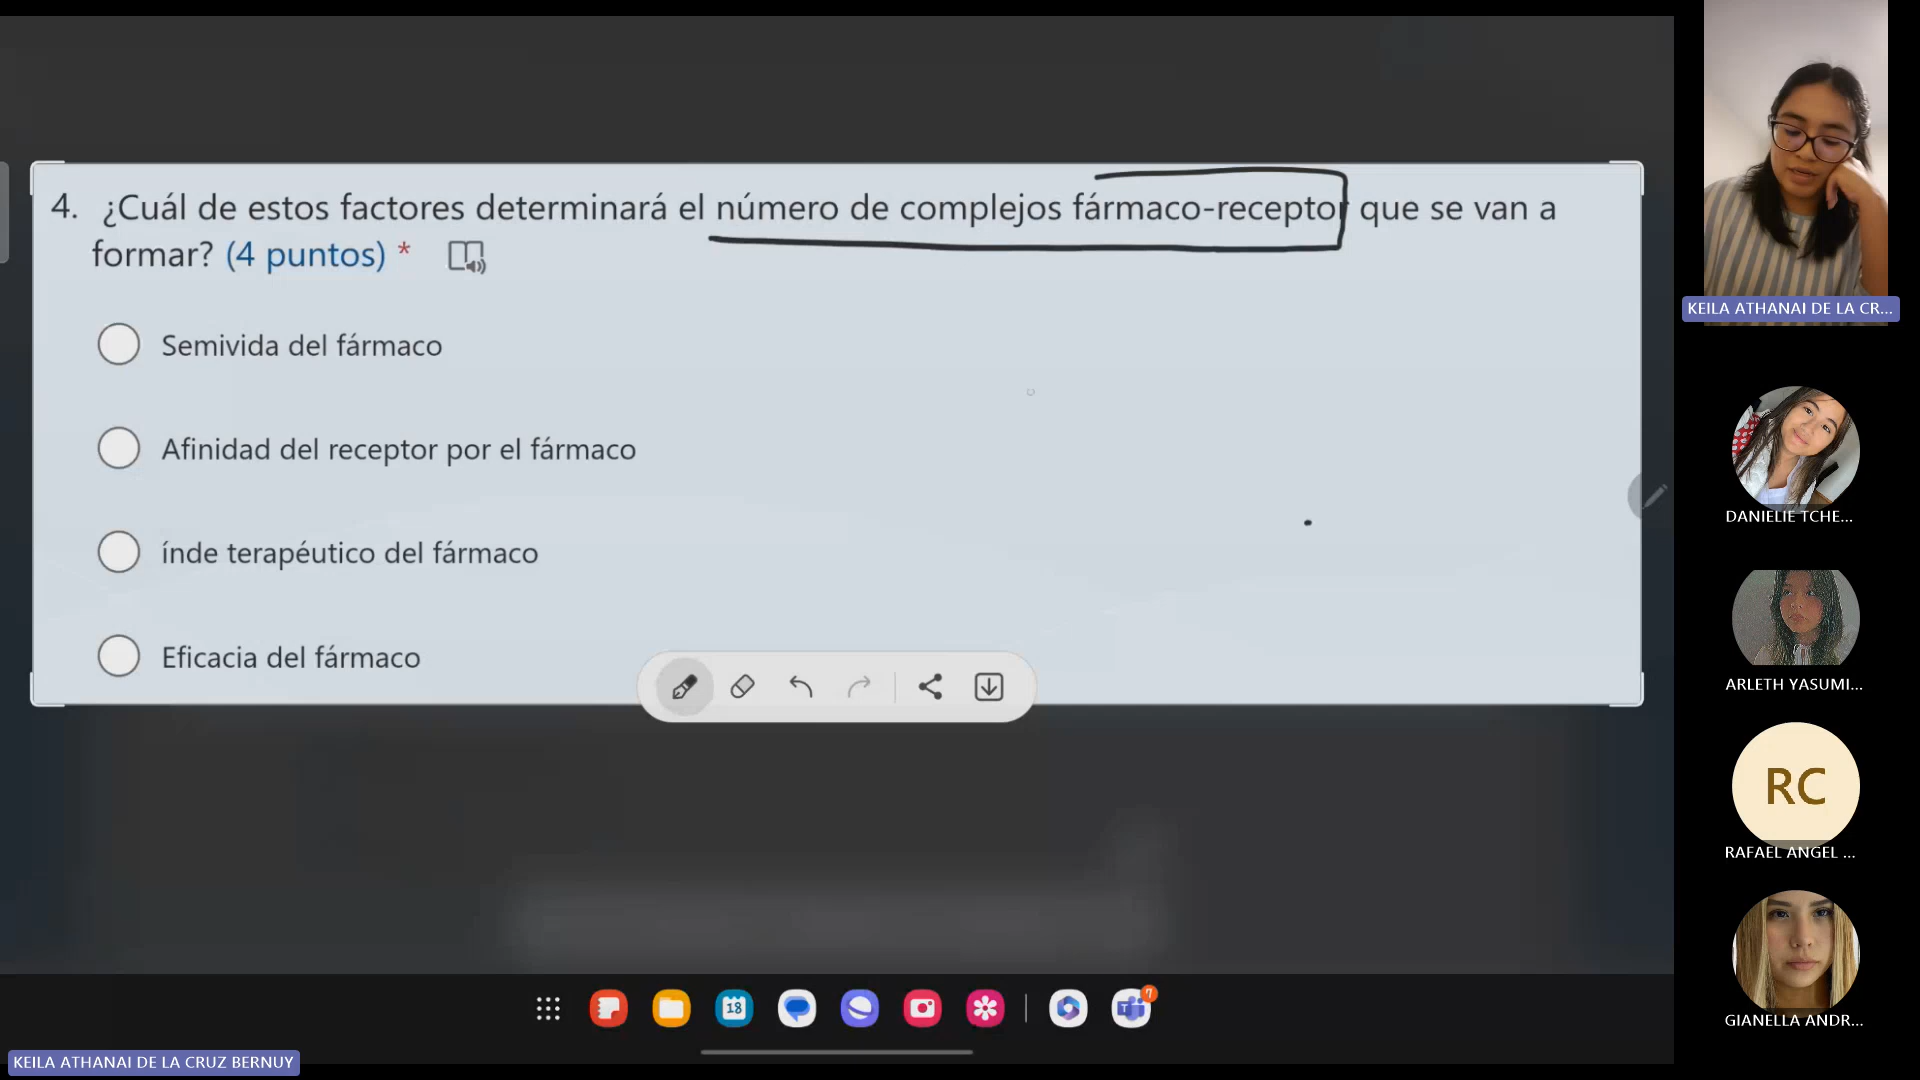 4. ¿Cuál de estos factores determinará el número de complejos fármaco-receptor que se van a
formar? (4 puntos) *
Semivida del fármaco
Afinidad del receptor por el fármaco
índe terapéutico del fármaco
Eficacia del fármaco
18
7
KEILA ATHANAI DE LA CRUZ BERNUY
KEILA ATHANAI DE LA CR...
DANIELIE TCHE...
ARLETH YASUMI...
RC
RAFAEL ANGEL ...
GIANELLA ANDR...